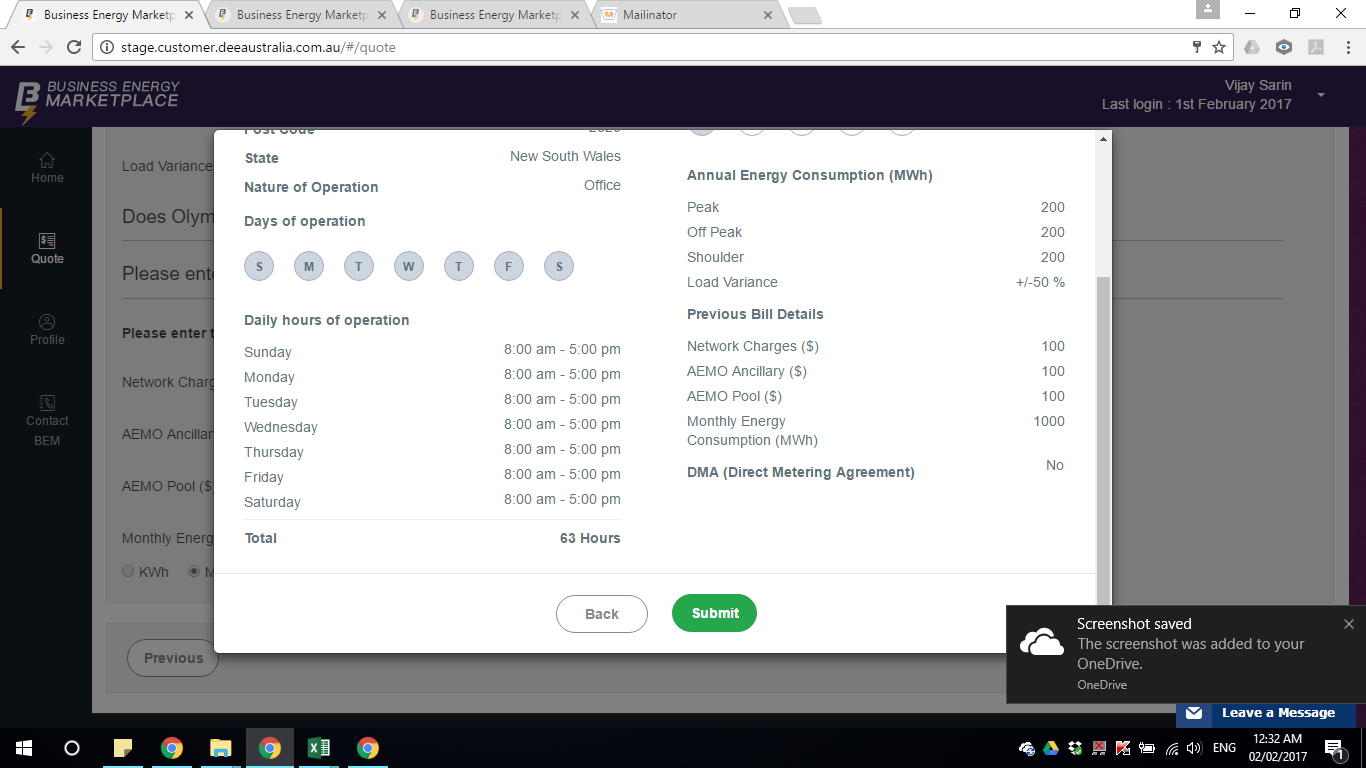 Business Energy Marketp
Business Energy Marketp
Business Energy Marketp
Mailinator
stage.customer.deeaustralia.com.au/#/quote
BUSINESS ENERGY
MARKETPLACE
Vijay Sarin
Last login : 1st February 2017
Home
Quote
Profile
Contact
BEM
Load Variance
Does Olym
Please ente
Please enter t
Network Charg
AEMO Ancillar
AEMO Pool ($
Monthly Energ
KWh
M
Previous
Post Code 2020
State New South Wales
Nature of Operation Office
Days of operation
S M T W T F S
Daily hours of operation
Sunday 8:00 am - 5:00 pm
Monday 8:00 am - 5:00 pm
Tuesday 8:00 am - 5:00 pm
Wednesday 8:00 am - 5:00 pm
Thursday 8:00 am - 5:00 pm
Friday 8:00 am - 5:00 pm
Saturday 8:00 am - 5:00 pm
Total 63 Hours
Annual Energy Consumption (MWh)
Peak 200
Off Peak 200
Shoulder 200
Load Variance +/-50 %
Previous Bill Details
Network Charges ($) 100
AEMO Ancillary ($) 100
AEMO Pool ($) 100
Monthly Energy 1000
Consumption (MWh)
DMA (Direct Metering Agreement) No
Back
Submit
Screenshot saved
The screenshot was added to your
OneDrive.
OneDrive
Leave a Message
ENG
12:32 AM
02/02/2017
1